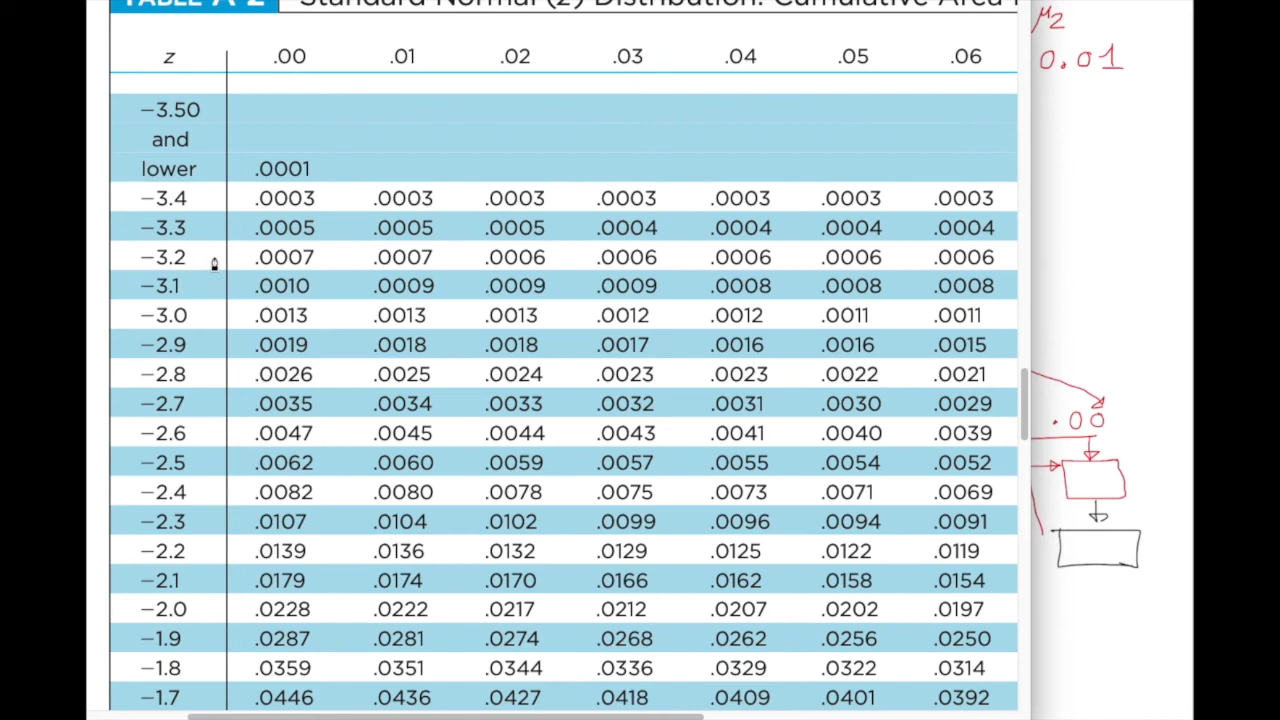 TABLE A-2 Standard Normal (z) Distribution: Cumulative Area
μ2
0.01
z .00 .01 .02 .03 .04 .05 .06
−3.50
and
lower .0001
−3.4 .0003 .0003 .0003 .0003 .0003 .0003 .0003
−3.3 .0005 .0005 .0005 .0004 .0004 .0004 .0004
−3.2 .0007 .0007 .0006 .0006 .0006 .0006 .0006
−3.1 .0010 .0009 .0009 .0009 .0008 .0008 .0008
−3.0 .0013 .0013 .0013 .0012 .0012 .0011 .0011
−2.9 .0019 .0018 .0018 .0017 .0016 .0016 .0015
−2.8 .0026 .0025 .0024 .0023 .0023 .0022 .0021
−2.7 .0035 .0034 .0033 .0032 .0031 .0030 .0029
.00
−2.6 .0047 .0045 .0044 .0043 .0041 .0040 .0039
−2.5 .0062 .0060 .0059 .0057 .0055 .0054 .0052
−2.4 .0082 .0080 .0078 .0075 .0073 .0071 .0069
−2.3 .0107 .0104 .0102 .0099 .0096 .0094 .0091
−2.2 .0139 .0136 .0132 .0129 .0125 .0122 .0119
−2.1 .0179 .0174 .0170 .0166 .0162 .0158 .0154
−2.0 .0228 .0222 .0217 .0212 .0207 .0202 .0197
−1.9 .0287 .0281 .0274 .0268 .0262 .0256 .0250
−1.8 .0359 .0351 .0344 .0336 .0329 .0322 .0314
−1.7 .0446 .0436 .0427 .0418 .0409 .0401 .0392